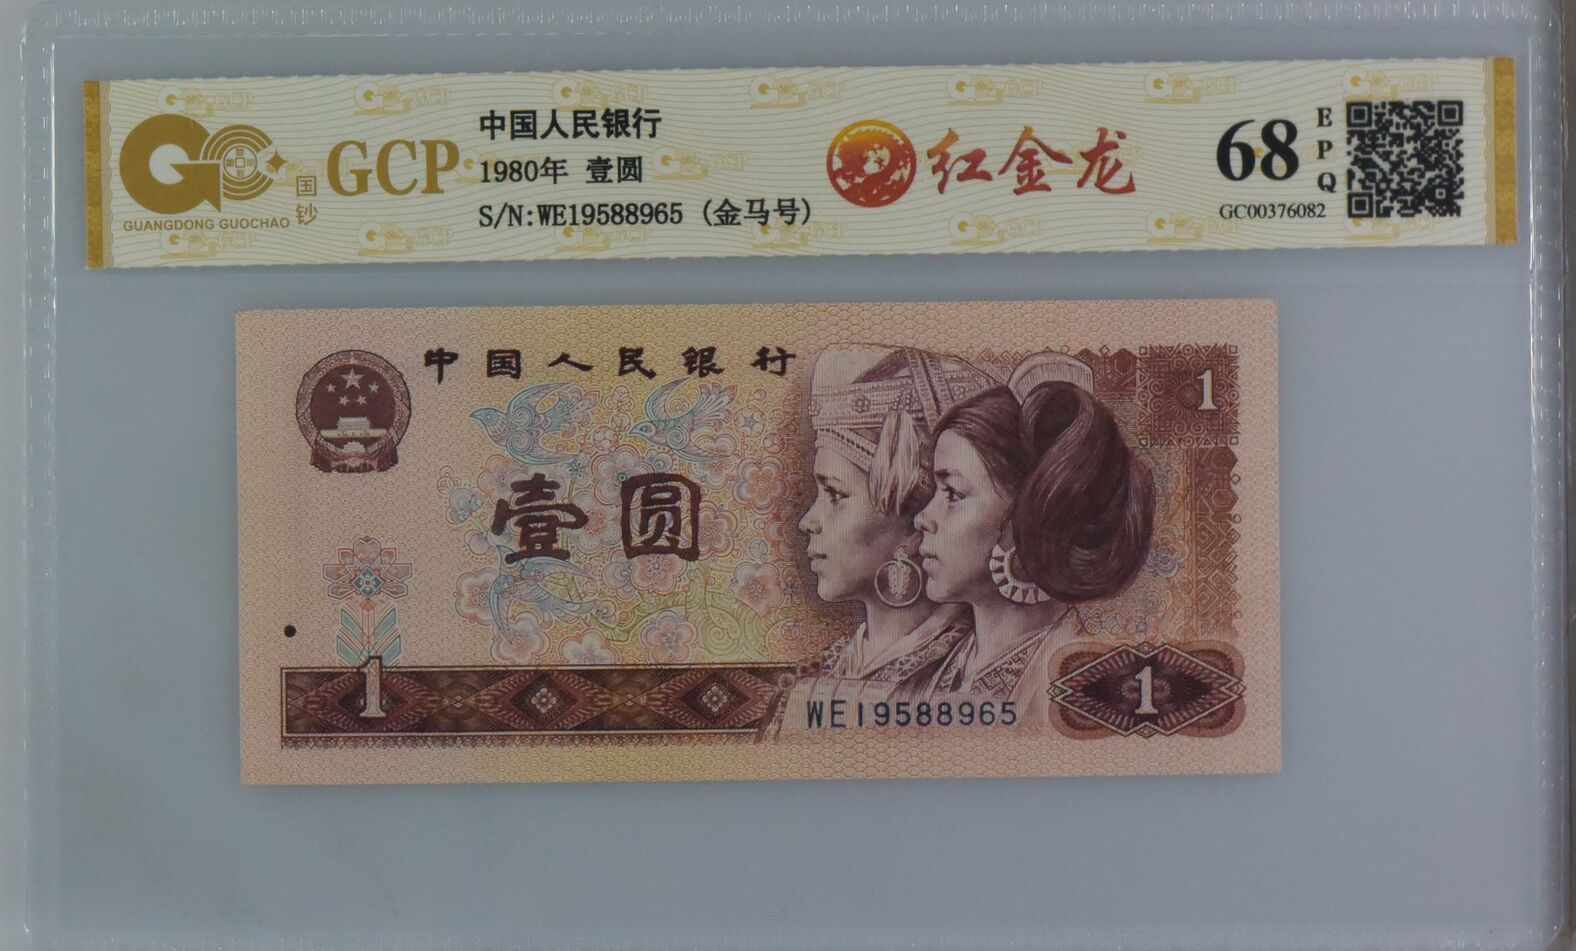 GUANGDONG GUOCHAO
国钞
GCP
中国人民银行
1980年 壹圆
S/N:WE19588965 (金马号)
红金龙
68
EPQ
GC00376082
中国人民银行
1
壹圆
1
WE19588965
1